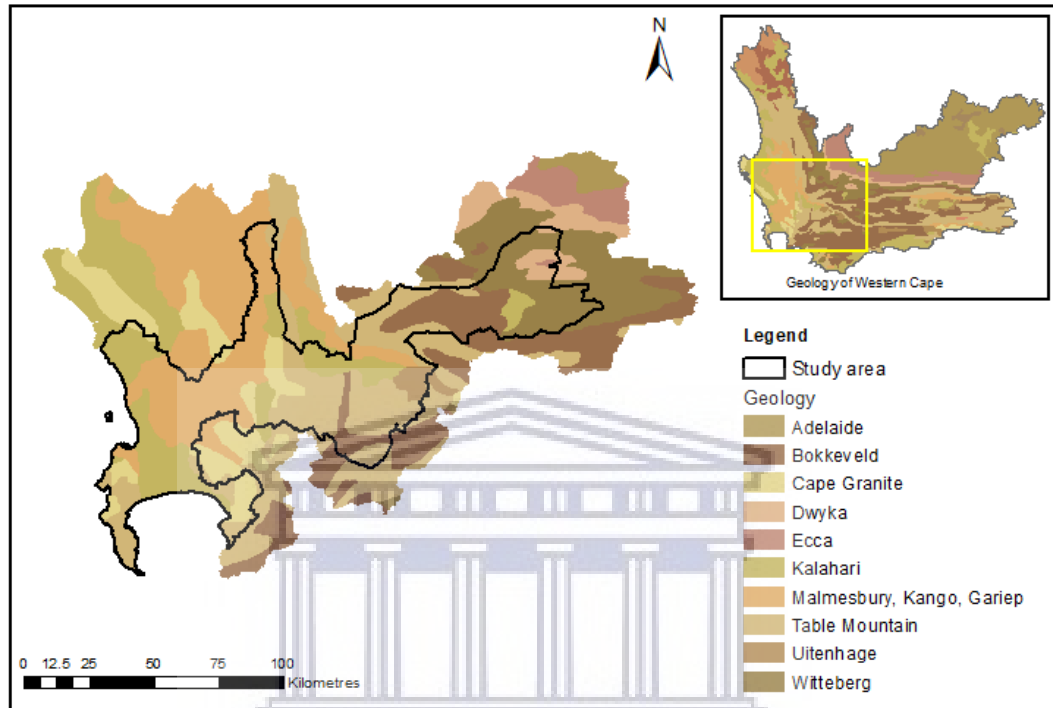 N
Geology of Western Cape
Legend
Study area
Geology
Adelaide
Bokkeveld
Cape Granite
Dwyka
Ecca
Kalahari
Malmesbury, Kango, Gariep
Table Mountain
Uitenhage
Witteberg
0 12.5 25 50 75 100
Kilometres